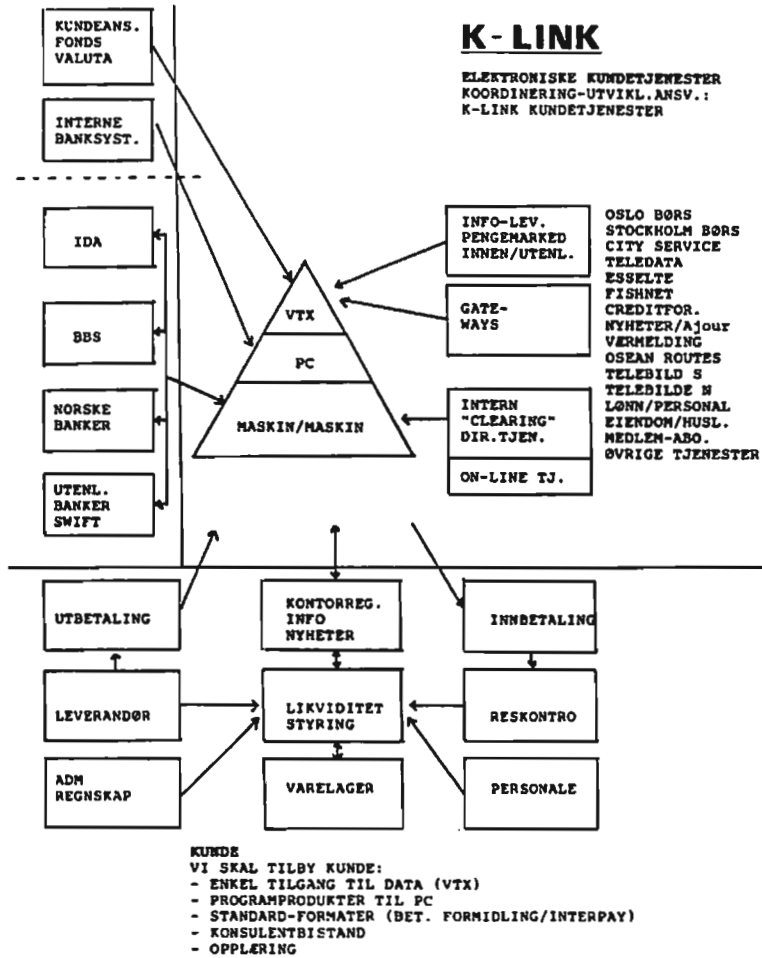 K-LINK
ELEKTRONISKE KUNDETJENESTER
KOORDINERING-UTVIKL.ANSV.:
K-LINK KUNDETJENESTER
KUNDEANS.
FONDS
VALUTA
INTERNE
BANKSYST.
IDA
BBS
NORSKE
BANKER
UTENL.
BANKER
SWIFT
VTX
PC
MASKIN/MASKIN
INFO-LEV.
PENGEMARKED
INNEN/UTENL.
GATE-
WAYS
INTERN
"CLEARING"
DIR.TJEN.
ON-LINE TJ.
OSLO BØRS
STOCKHOLM BØRS
CITY SERVICE
TELEDATA
ESSELTE
FISHNET
CREDITFOR.
NYHETER/Ajour
VÆRMELDING
OSEAN ROUTES
TELEBILD S
TELEBILDE N
LØNN/PERSONAL
EIENDOM/HUSL.
MEDLEM-ABO.
ØVRIGE TJENESTER
UTBETALING
KONTORREG.
INFO
NYHETER
INNBETALING
LEVERANDØR
LIKVIDITET
STYRING
RESKONTRO
ADM
REGNSKAP
VARELAGER
PERSONALE
KUNDE
VI SKAL TILBY KUNDE:
- ENKEL TILGANG TIL DATA (VTX)
- PROGRAMPRODUKTER TIL PC
- STANDARD-FORMATER (BET. FORMIDLING/INTERPAY)
- KONSULENTBISTAND
- OPPLÆRING